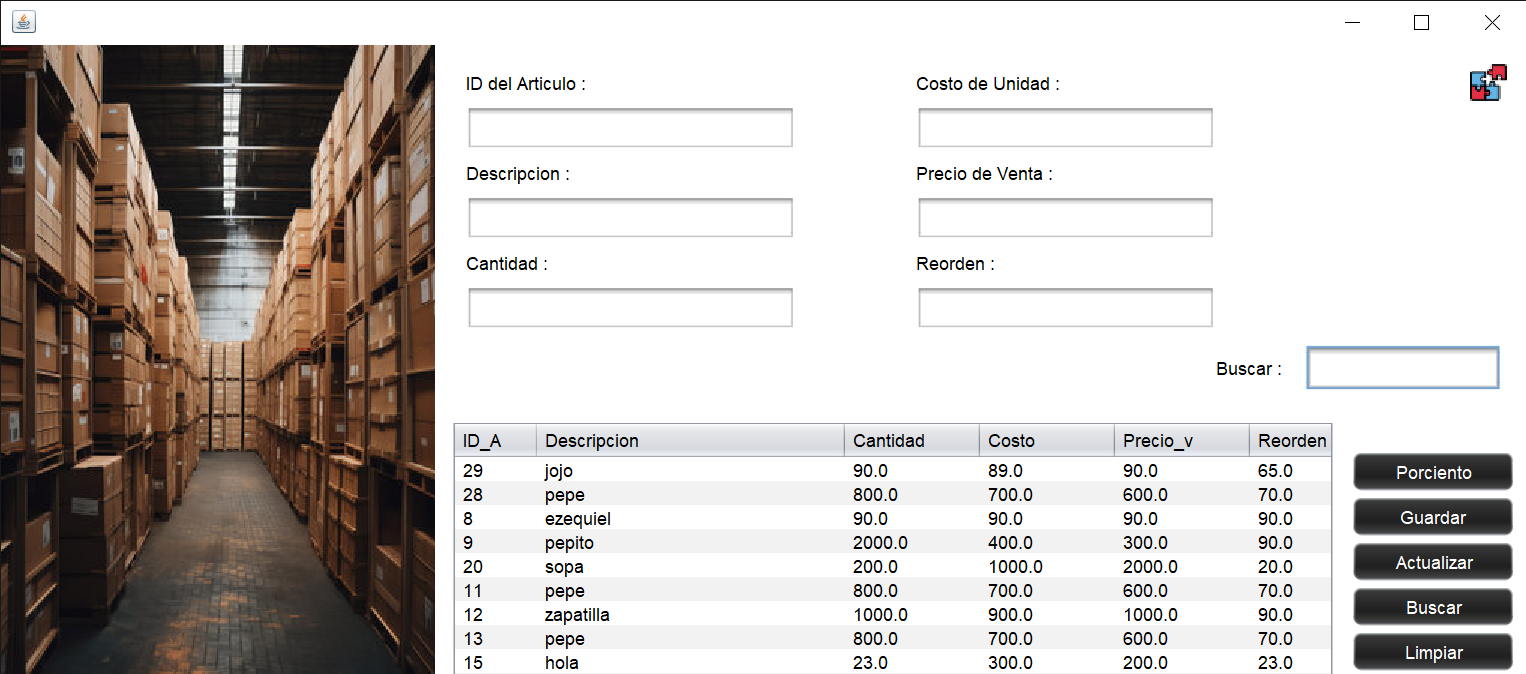 ID del Articulo : Costo de Unidad :
Descripcion : Precio de Venta :
Cantidad : Reorden :
Buscar :
ID_A Descripcion Cantidad Costo Precio_v Reorden
29 jojo 90.0 89.0 90.0 65.0
28 pepe 800.0 700.0 600.0 70.0
8 ezequiel 90.0 90.0 90.0 90.0
9 pepito 2000.0 400.0 300.0 90.0
20 sopa 200.0 1000.0 2000.0 20.0
11 pepe 800.0 700.0 600.0 70.0
12 zapatilla 1000.0 900.0 1000.0 90.0
13 pepe 800.0 700.0 600.0 70.0
15 hola 23.0 300.0 200.0 23.0
Porciento
Guardar
Actualizar
Buscar
Limpiar